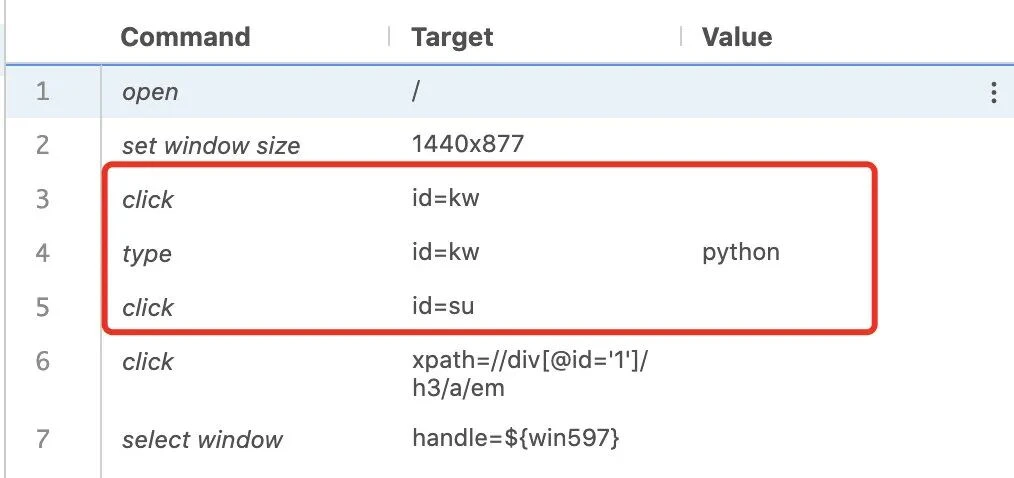 Command Target Value
1 open /
2 set window size 1440x877
3 click id=kw
4 type id=kw python
5 click id=su
6 click xpath=//div[@id='1']/
h3/a/em
7 select window handle=${win597}